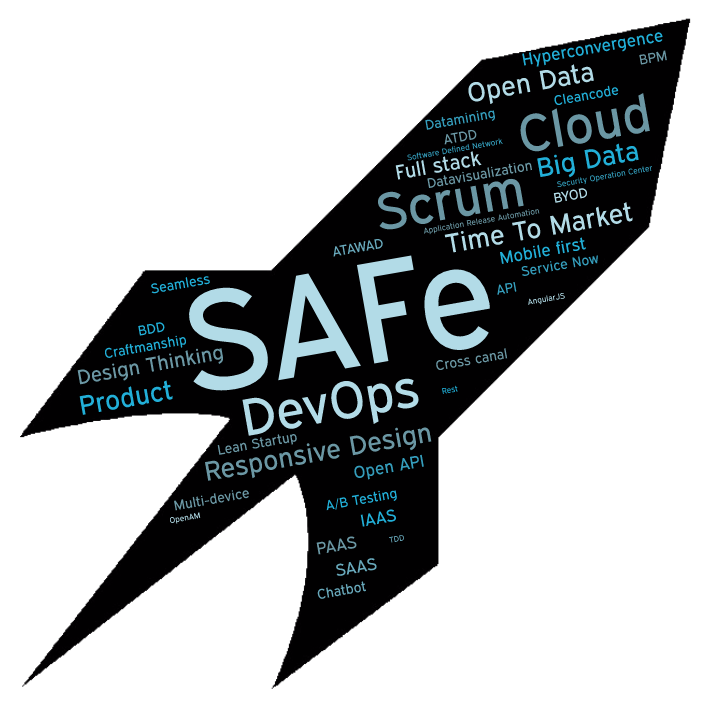 Hyperconvergence
BPM
Open Data
Cleancode
Datamining
Cloud
ATDD
Software Defined Network
Full stack
Big Data
Datavisualization
Security Operation Center
Scrum
BYOD
Application Release Automation
Time To Market
ATAWAD
Mobile first
Service Now
Seamless
SAFe
API
AngularJS
BDD
Craftmanship
Design Thinking
Cross canal
Product
DevOps
Rest
Lean Startup
Responsive Design
Open API
Multi-device
A/B Testing
OpenAM
IAAS
PAAS
TDD
SAAS
Chatbot